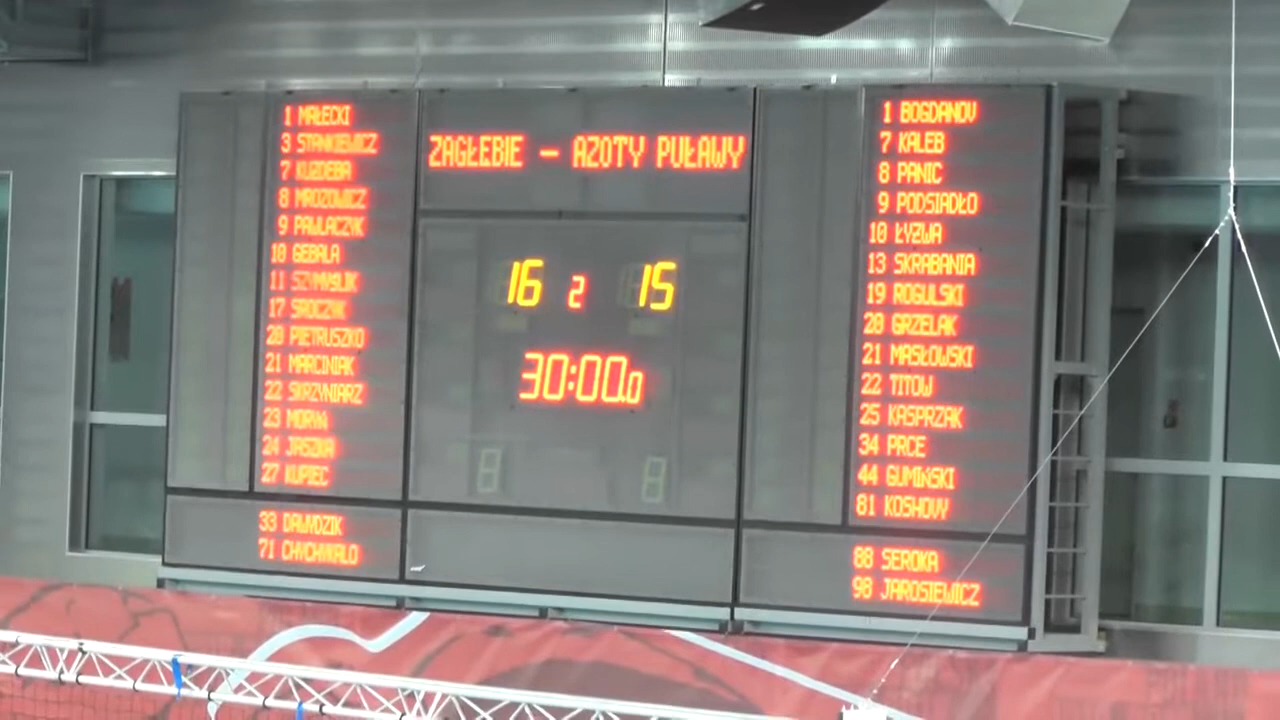 ZAGŁEBIE - AZOTY PUŁAWY
16 2 15
30:00.0
1 MAŁECKI
3 STANKIEWICZ
7 KUŻDEBA
8 MROZOWICZ
9 PAWLACZYK
10 GĘBALA
11 SZYMYŚLIK
17 SROCZYK
20 PIETRUSZKO
21 MARCINIAK
22 SKRZYNIARZ
23 MORYŃ
24 JASZKA
27 KUPIEC
33 DAWYDZIK
71 CHYCHYKALO
1 BOGDANOV
7 KALEB
8 PANIC
9 PODSIADŁO
10 ŁYŻWA
13 SKRABANIA
19 ROGULSKI
20 GRZELAK
21 MASŁOWSKI
22 TITOW
25 KASPRZAK
34 PRCE
44 GUMIŃSKI
81 KOSHOVY
88 SEROKA
98 JAROSIEWICZ